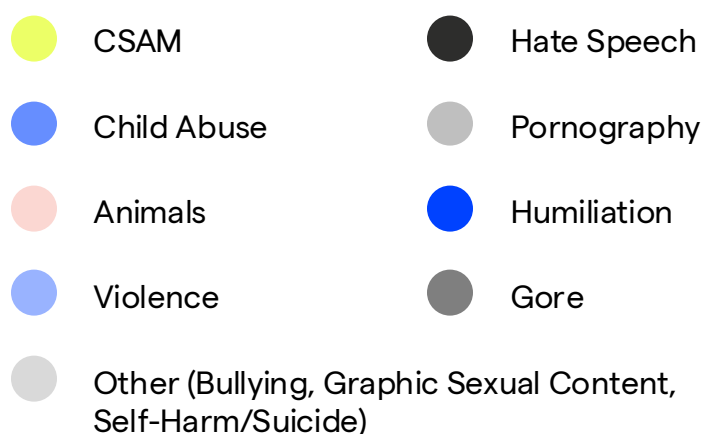 CSAM
Hate Speech
Child Abuse
Pornography
Animals
Humiliation
Violence
Gore
Other (Bullying, Graphic Sexual Content,
Self-Harm/Suicide)